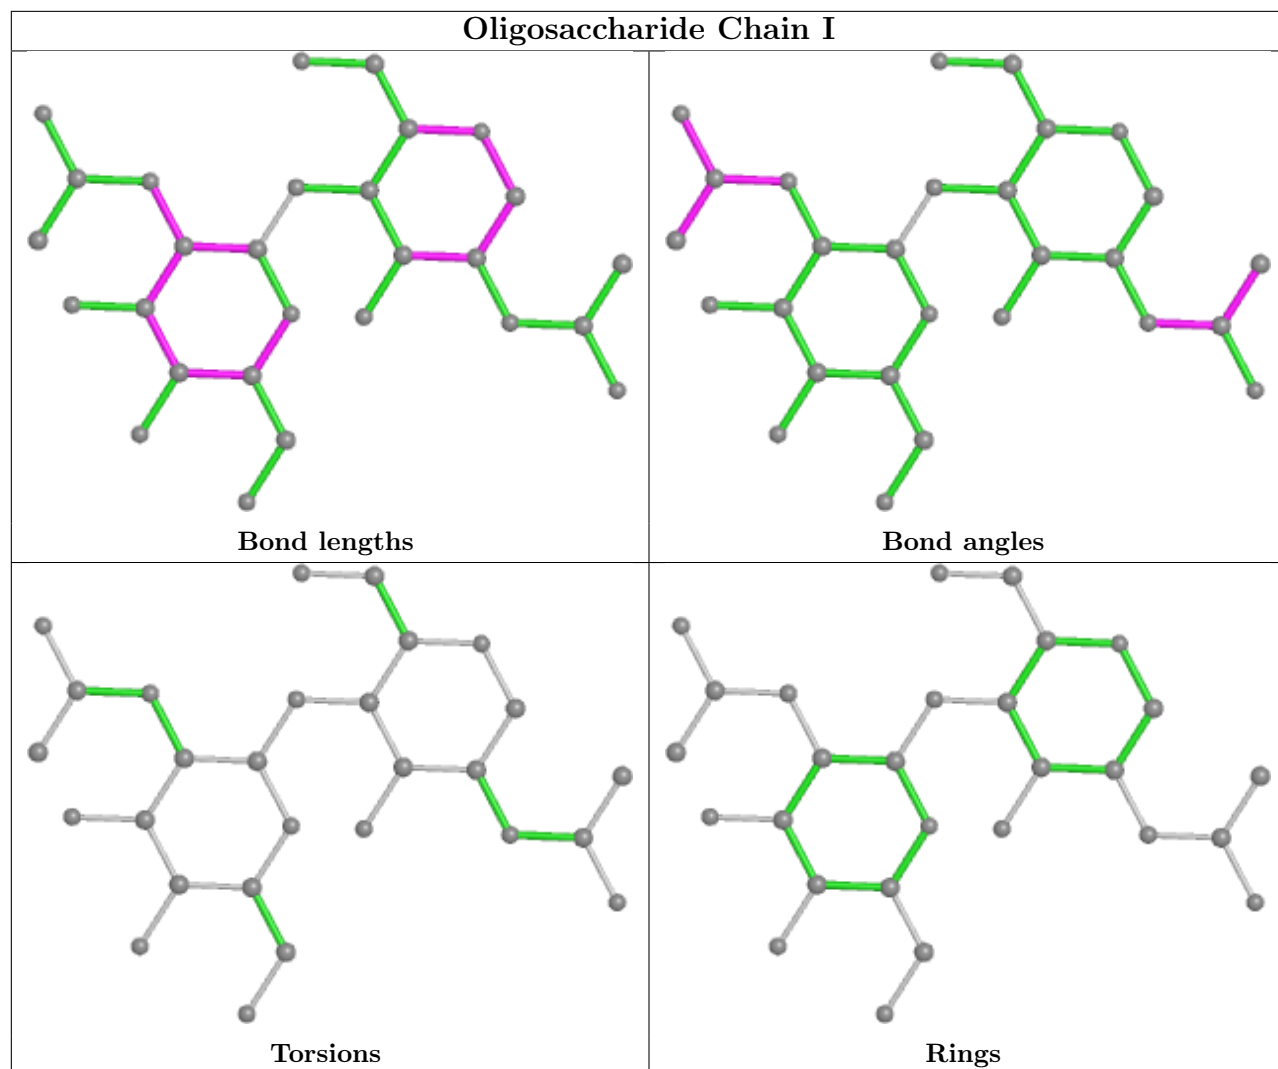 Oligosaccharide Chain I
Bond lengths
Bond angles
Torsions
Rings